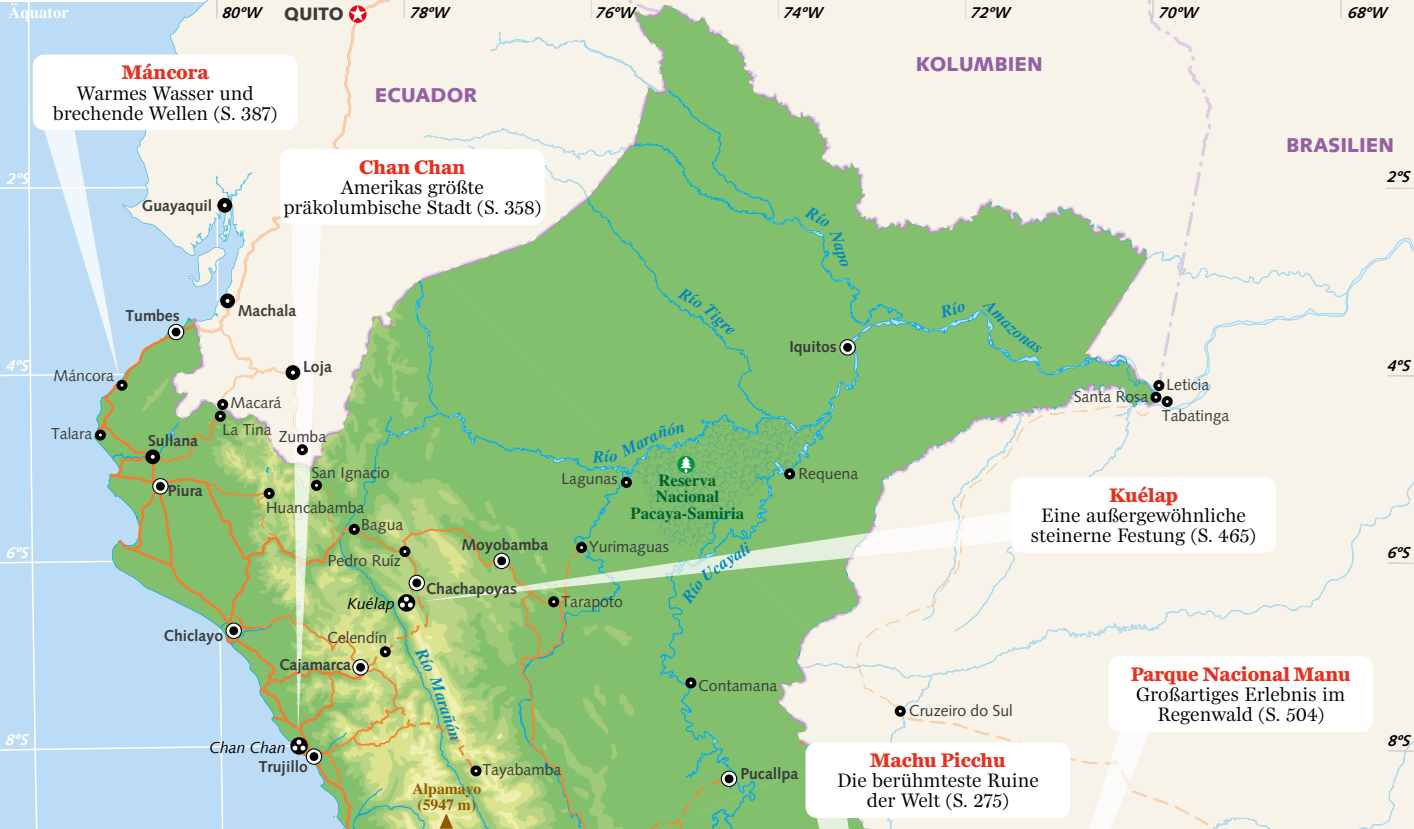 Äquator
80°W
QUITO
78°W
76°W
74°W
72°W
70°W
68°W
KOLUMBIEN
ECUADOR
BRASILIEN
Máncora
Warmes Wasser und
brechende Wellen (S. 387)
Chan Chan
Amerikas größte
präkolumbische Stadt (S. 358)
2°S
2°S
Guayaquil
Río Napo
Machala
Tumbes
Río Tigre
Río Amazonas
Iquitos
4°S
4°S
Loja
Máncora
Leticia
Santa Rosa
Tabatinga
Macará
La Tina
Talara
Sullana
Zumba
Río Marañón
San Ignacio
Lagunas
Reserva
Nacional
Pacaya-Samiria
Requena
Piura
Huancabamba
Kuélap
Eine außergewöhnliche
steinerne Festung (S. 465)
Bagua
Moyobamba
Yurimaguas
Pedro Ruíz
6°S
6°S
Río Ucayali
Chachapoyas
Kuélap
Tarapoto
Chiclayo
Celendín
Cajamarca
Río Marañón
Contamana
Parque Nacional Manu
Großartiges Erlebnis im
Regenwald (S. 504)
Cruzeiro do Sul
8°S
8°S
Chan Chan
Trujillo
Tayabamba
Pucallpa
Machu Picchu
Die berühmteste Ruine
der Welt (S. 275)
Alpamayo
(5947 m)